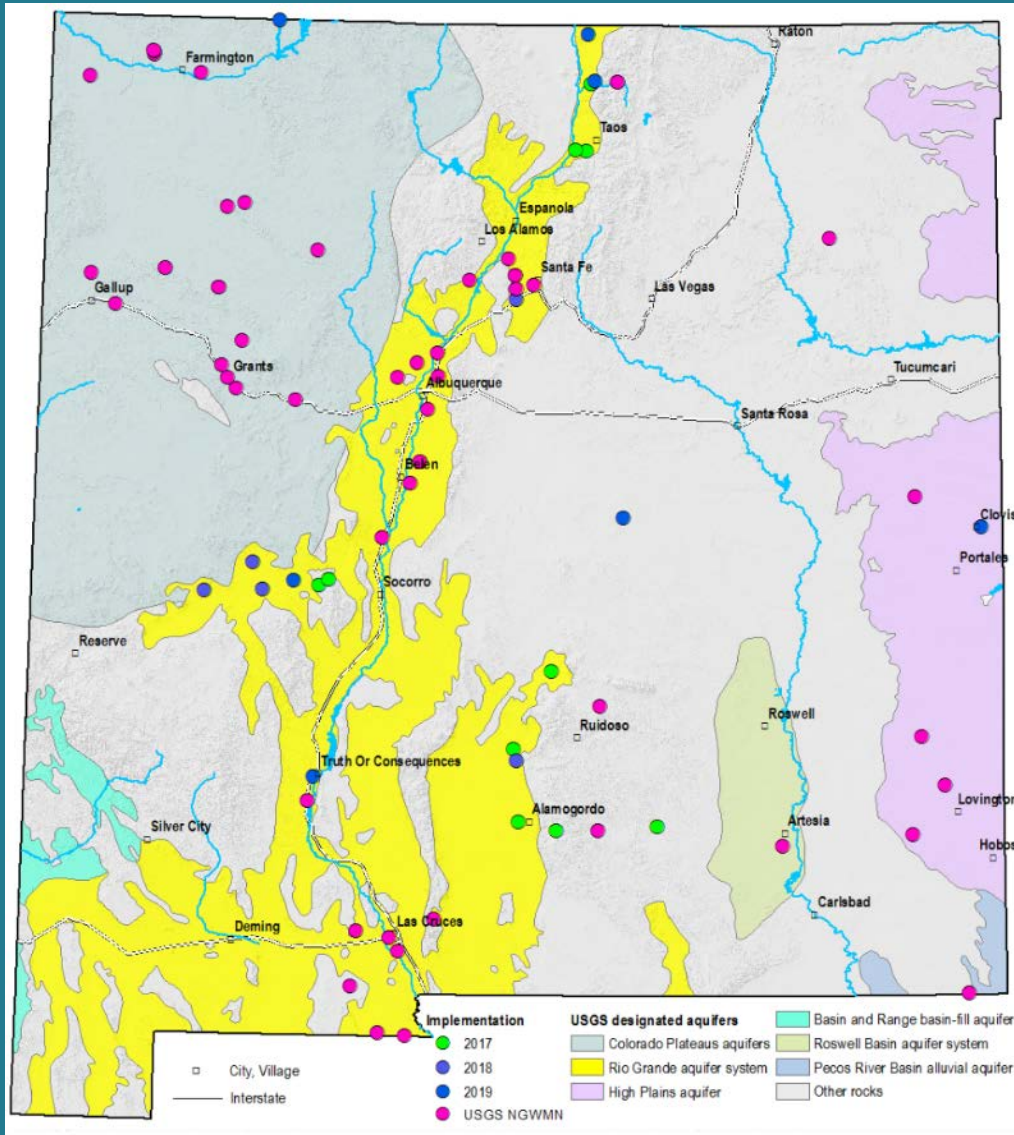 Raton
Farmington
Taos
Espanola
Los Alamos
Santa Fe
Gallup
Las Vegas
Grants
Tucumcari
Albuquerque
Santa Rosa
Belen
Clovis
Portales
Socorro
Reserve
Roswell
Ruidoso
Truth Or Consequences
Alamogordo
Lovington
Silver City
Artesia
Hobos
Carlsbad
Las Cruces
Deming
City, Village
Interstate
Implementation
2017
2018
2019
USGS NGWMN
USGS designated aquifers
Colorado Plateaus aquifers
Rio Grande aquifer system
High Plains aquifer
Basin and Range basin-fill aquifer
Roswell Basin aquifer system
Pecos River Basin alluvial aquifer
Other rocks